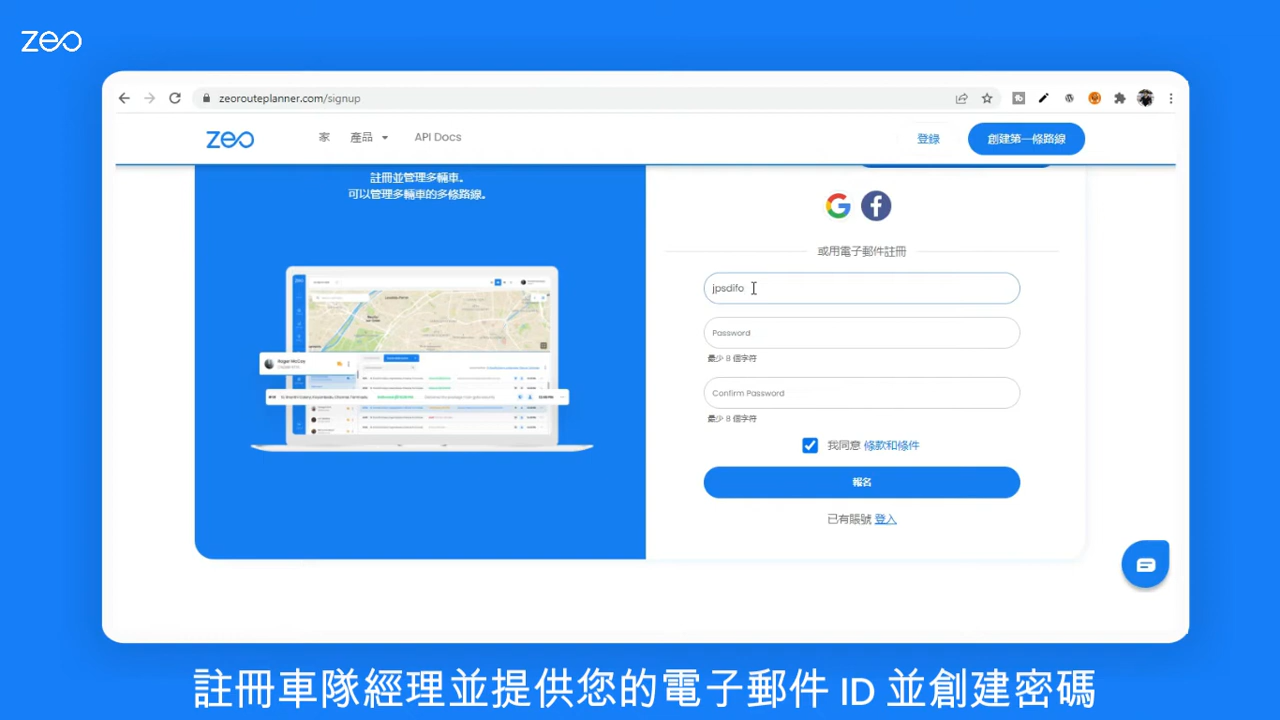 zeo
zeorouteplanner.com/signup
zeo
家 產品 API Docs
登錄 創建第一條路線
註冊並管理多輛車。
可以管理多輛車的多條路線。
或用電子郵件註冊
jpsdifo
Password
最少 8 個字符
Confirm Password
最少 8 個字符
我同意 條款和條件
報名
已有賬號 登入
註冊車隊經理並提供您的電子郵件 ID 並創建密碼